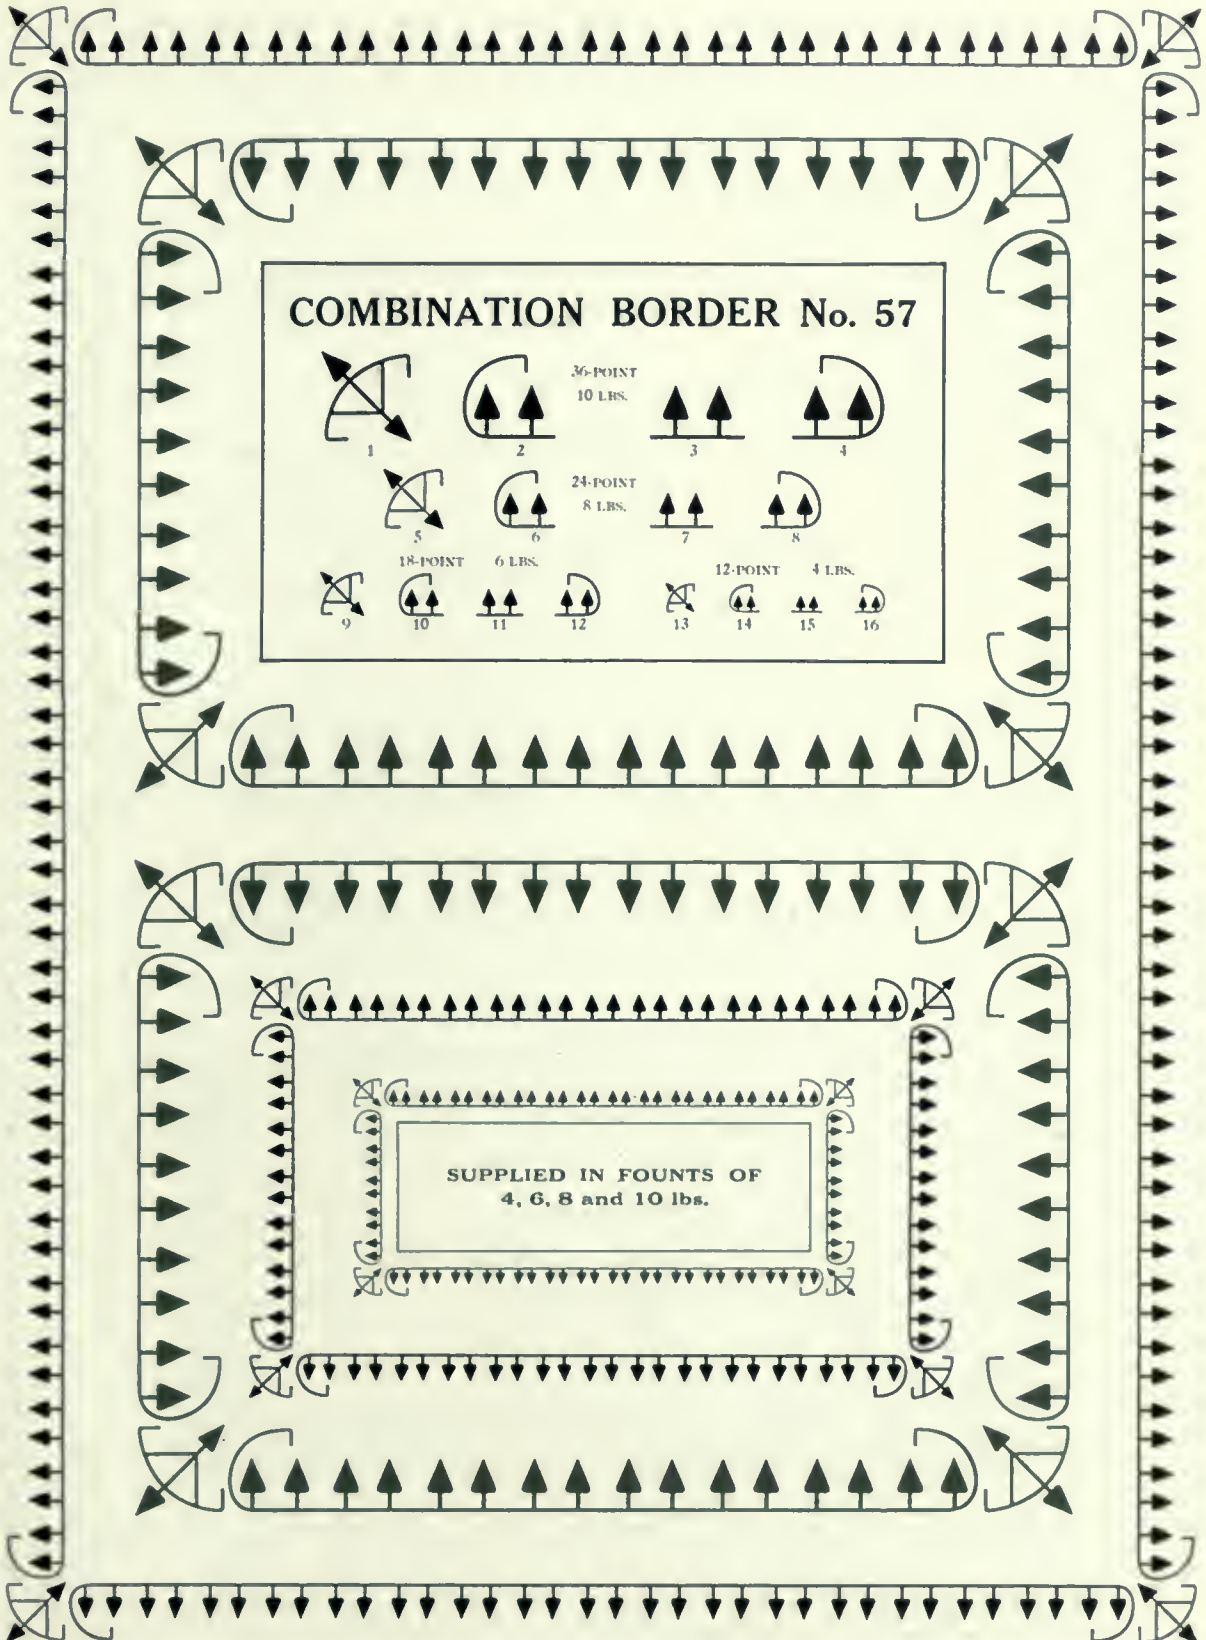 COMBINATION BORDER No. 57
36-POINT
10 LBS.
1 2 3 4
24-POINT
8 LBS.
5 6 7 8
18-POINT 6 LBS. 12-POINT 4 LBS.
9 10 11 12 13 14 15 16
SUPPLIED IN FOUNTS OF
4, 6, 8 and 10 lbs.